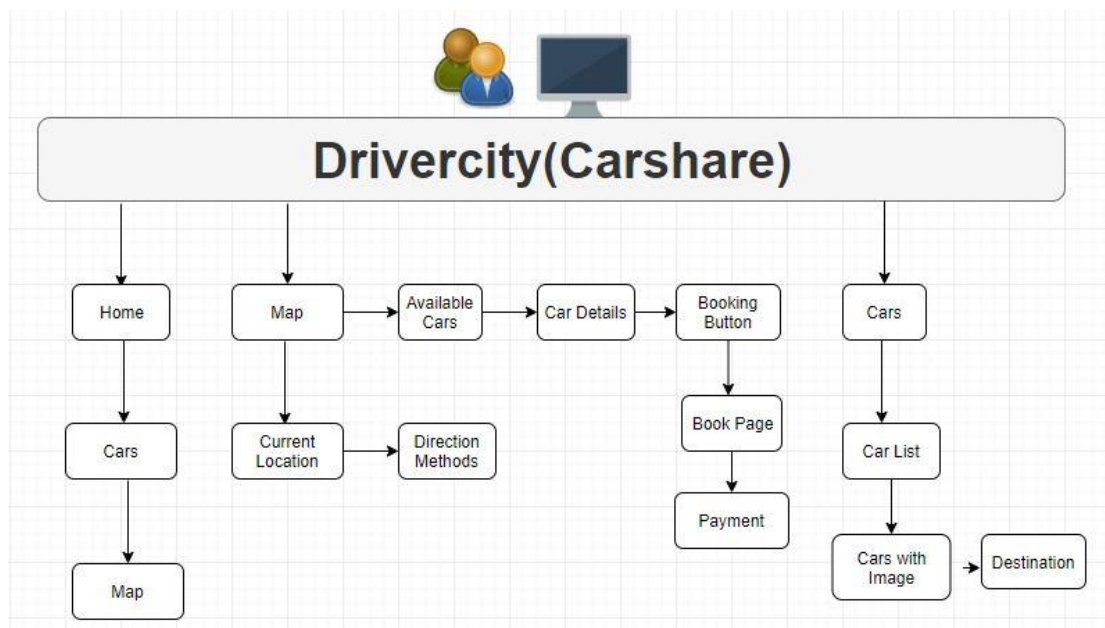 Drivercity(Carshare)
Home
Map
Available
Cars
Car Details
Booking
Button
Cars
Cars
Current
Location
Direction
Methods
Book Page
Car List
Payment
Map
Cars with
Image
Destination